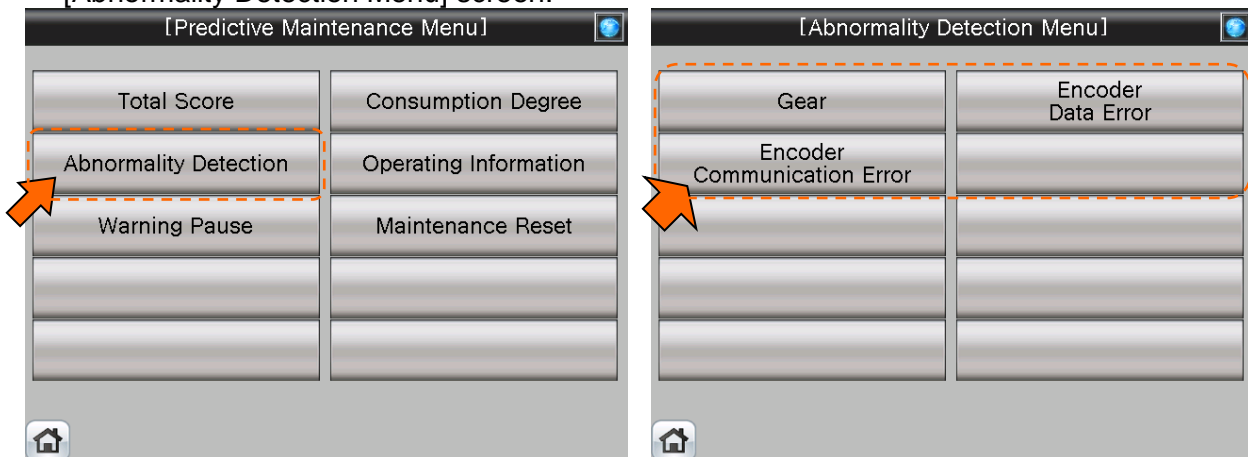 [Abnormality Detection Menu] screen.
[Predictive Maintenance Menu]
Total Score
Consumption Degree
Abnormality Detection
Operating Information
Warning Pause
Maintenance Reset
[Abnormality Detection Menu]
Gear
Encoder
Data Error
Encoder
Communication Error